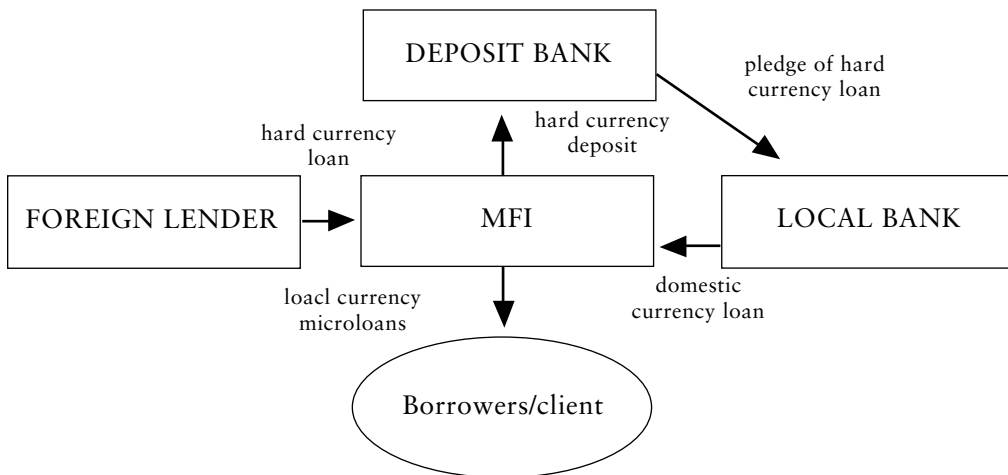 DEPOSIT BANK
pledge of hard
currency loan
hard currency
loan
hard currency
deposit
FOREIGN LENDER
MFI
LOCAL BANK
loacl currency
microloans
domestic
currency loan
Borrowers/client